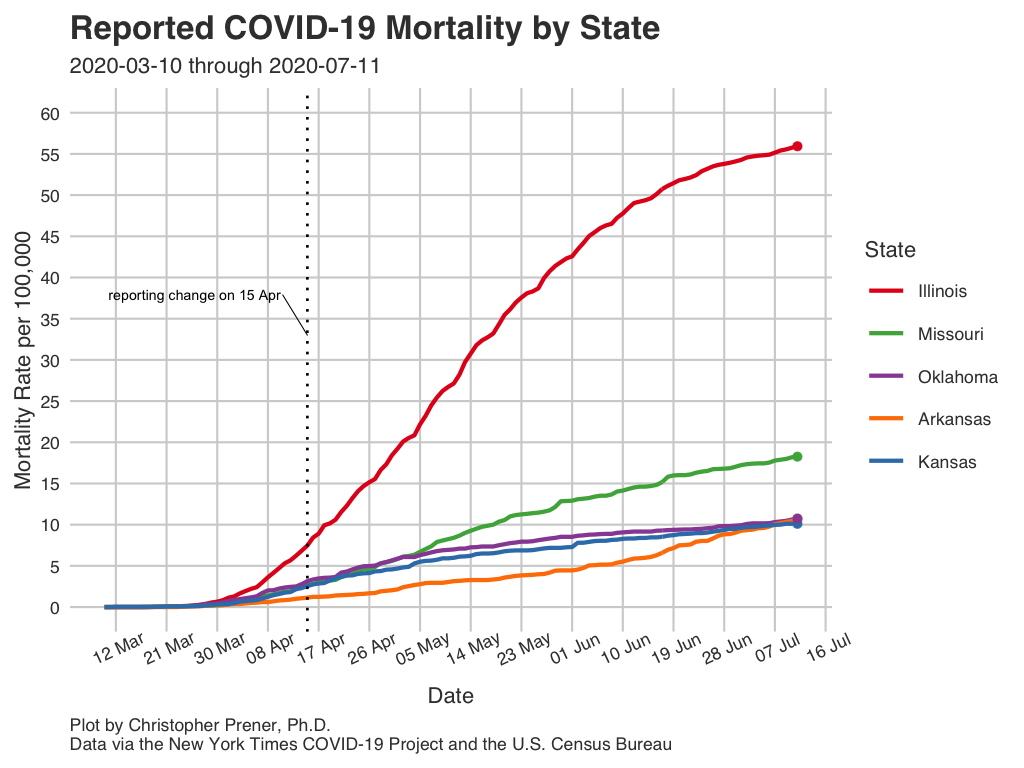 Reported COVID-19 Mortality by State
2020-03-10 through 2020-07-11
Mortality Rate per 100,000
60
55
50
45
40
35
30
25
20
15
10
5
0
reporting change on 15 Apr
12 Mar
21 Mar
30 Mar
08 Apr
17 Apr
26 Apr
05 May
14 May
23 May
01 Jun
10 Jun
19 Jun
28 Jun
07 Jul
16 Jul
Date
State
Illinois
Missouri
Oklahoma
Arkansas
Kansas
Plot by Christopher Prener, Ph.D.
Data via the New York Times COVID-19 Project and the U.S. Census Bureau